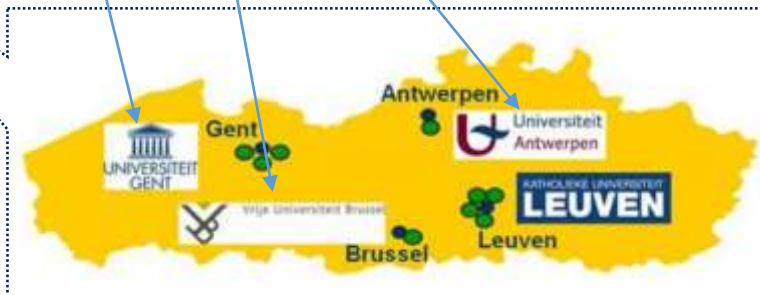 Antwerpen
Universiteit
Antwerpen
Gent
UNIVERSITEIT
GENT
KATHOLIEKE UNIVERSITEIT
LEUVEN
Vrije Universiteit Brussel
Brussel
Leuven